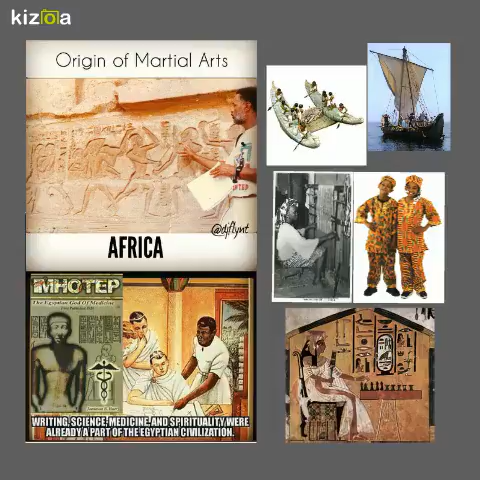 kizoa
Origin of Martial Arts
@djflynt
AFRICA
IMHOTEP
The Egyptian God Of Medicine
WRITING, SCIENCE, MEDICINE, AND SPIRITUALITY WERE
ALREADY A PART OF THE EGYPTIAN CIVILIZATION.